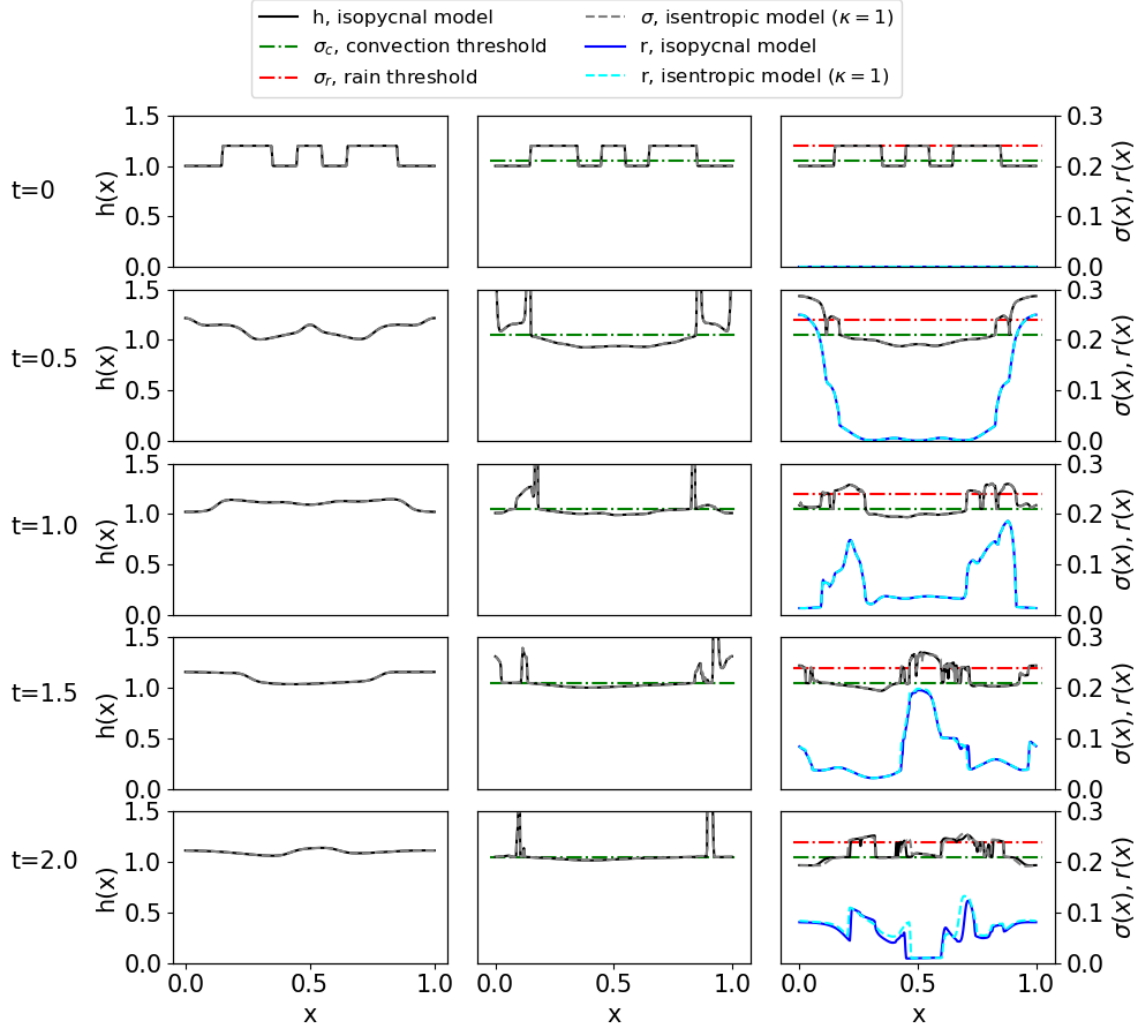 h, isopycnal model
σ_c, convection threshold
σ_r, rain threshold
σ, isentropic model (κ = 1)
r, isopycnal model
r, isentropic model (κ = 1)
t=0
h(x)
1.5
1.0
0.5
0.0
0.3
0.2
0.1
0.0
σ(x), r(x)
t=0.5
h(x)
1.5
1.0
0.5
0.0
0.3
0.2
0.1
0.0
σ(x), r(x)
t=1.0
h(x)
1.5
1.0
0.5
0.0
0.3
0.2
0.1
0.0
σ(x), r(x)
t=1.5
h(x)
1.5
1.0
0.5
0.0
0.3
0.2
0.1
0.0
σ(x), r(x)
t=2.0
h(x)
1.5
1.0
0.5
0.0
0.3
0.2
0.1
0.0
σ(x), r(x)
0.0 0.5 1.0
x
0.0 0.5 1.0
x
0.0 0.5 1.0
x